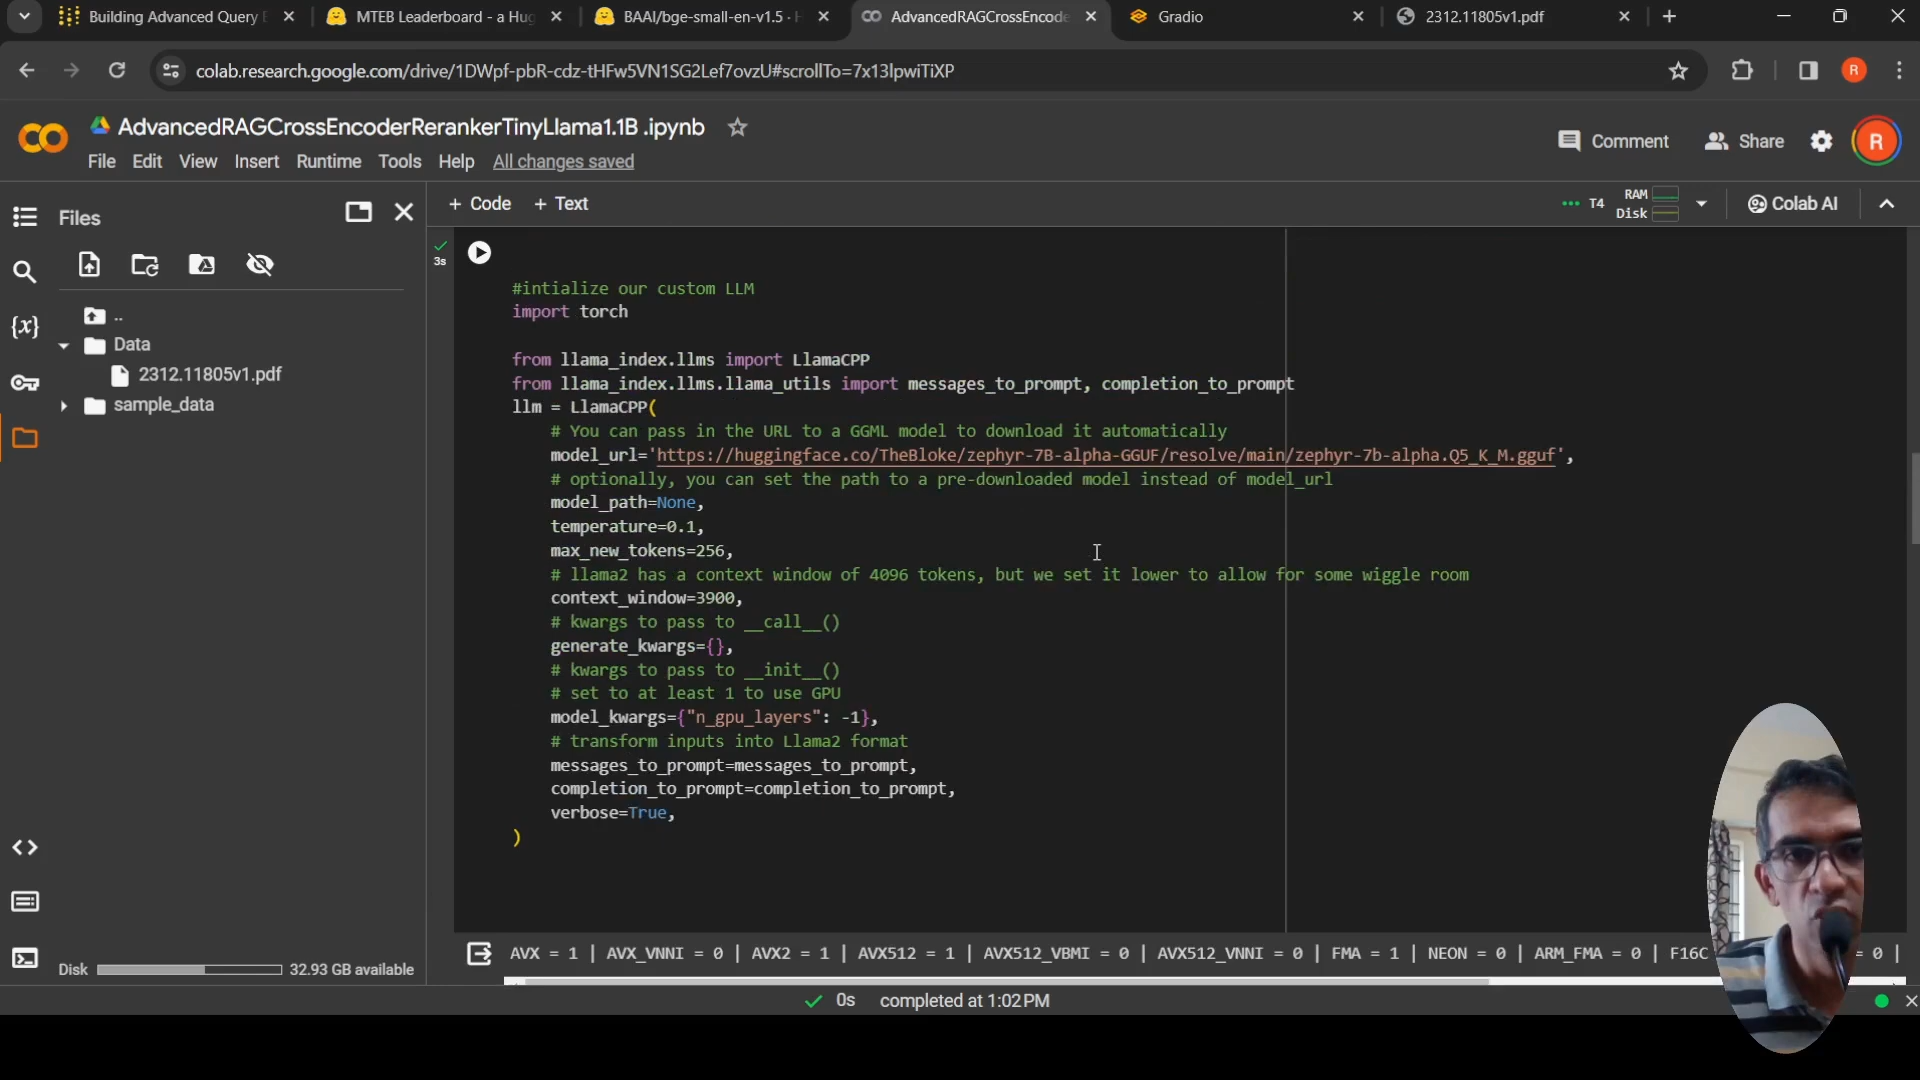 Building Advanced Query
MTEB Leaderboard - a Hug
BAAI/bge-small-en-v1.5 · H
AdvancedRAGCrossEncode
Gradio
2312.11805v1.pdf
colab.research.google.com/drive/1DWpf-pbR-cdz-tHFw5VN1SG2Lef7ovzU#scrollTo=7x13lpwiTiXP
R
AdvancedRAGCrossEncoderRerankerTinyLlama1.1B .ipynb
Comment
Share
R
File Edit View Insert Runtime Tools Help All changes saved
Files
+ Code + Text
T4
RAM
Disk
Colab AI
..
Data
2312.11805v1.pdf
sample_data
{x}
3s
#intialize our custom LLM
import torch
from llama_index.llms import LlamaCPP
from llama_index.llms.llama_utils import messages_to_prompt, completion_to_prompt
llm = LlamaCPP(
# You can pass in the URL to a GGML model to download it automatically
model_url='https://huggingface.co/TheBloke/zephyr-7B-alpha-GGUF/resolve/main/zephyr-7b-alpha.Q5_K_M.gguf',
# optionally, you can set the path to a pre-downloaded model instead of model_url
model_path=None,
temperature=0.1,
max_new_tokens=256,
# llama2 has a context window of 4096 tokens, but we set it lower to allow for some wiggle room
context_window=3900,
# kwargs to pass to __call__()
generate_kwargs={},
# kwargs to pass to __init__()
# set to at least 1 to use GPU
model_kwargs={"n_gpu_layers": -1},
# transform inputs into Llama2 format
messages_to_prompt=messages_to_prompt,
completion_to_prompt=completion_to_prompt,
verbose=True,
)
AVX = 1 | AVX_VNNI = 0 | AVX2 = 1 | AVX512 = 1 | AVX512_VBMI = 0 | AVX512_VNNI = 0 | FMA = 1 | NEON = 0 | ARM_FMA = 0 | F16C = 0 |
Disk 32.93 GB available
0s completed at 1:02 PM